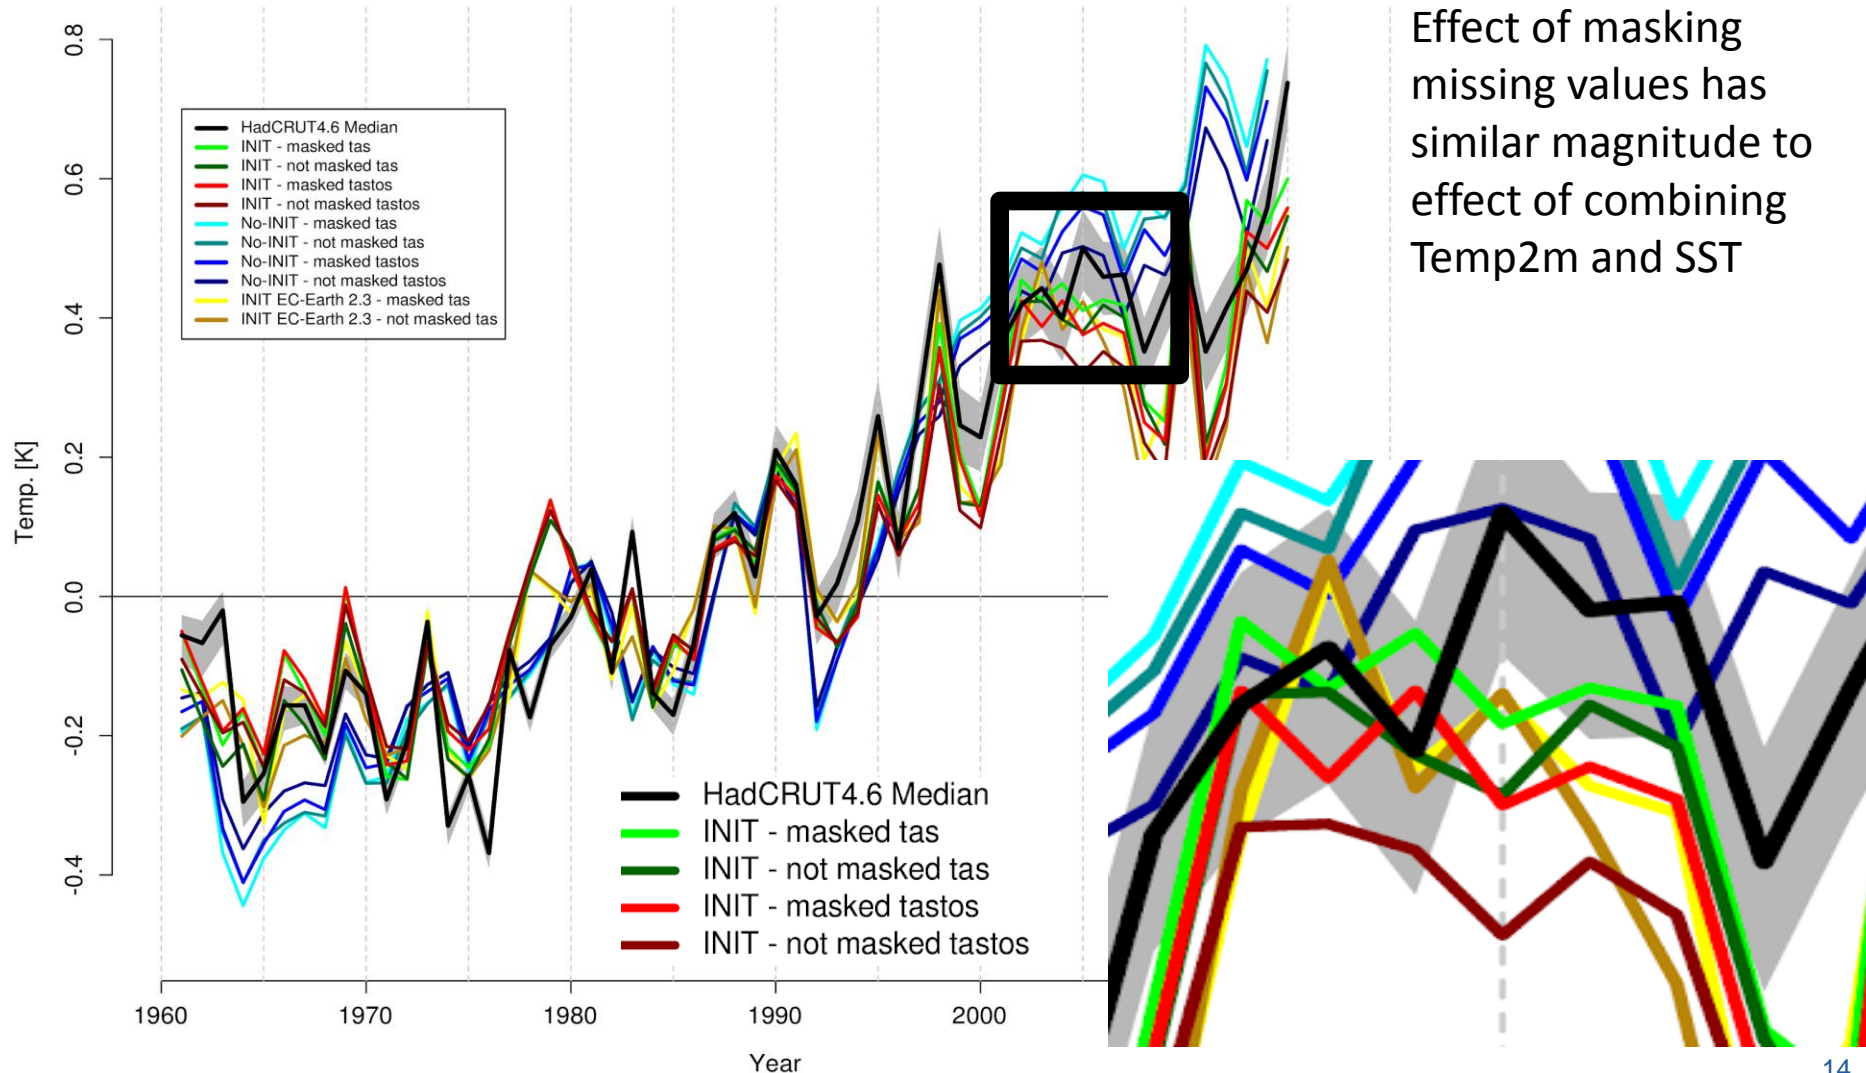 Effect of masking
missing values has
similar magnitude to
effect of combining
Temp2m and SST
0.8
0.6
0.4
0.2
0.0
-0.2
-0.4
Temp. [K]
HadCRUT4.6 Median
INIT - masked tas
INIT - not masked tas
INIT - masked tastos
INIT - not masked tastos
No-INIT - masked tas
No-INIT - not masked tas
No-INIT - masked tastos
No-INIT - not masked tastos
INIT EC-Earth 2.3 - masked tas
INIT EC-Earth 2.3 - not masked tas
HadCRUT4.6 Median
INIT - masked tas
INIT - not masked tas
INIT - masked tastos
INIT - not masked tastos
1960 1970 1980 1990 2000
Year
14